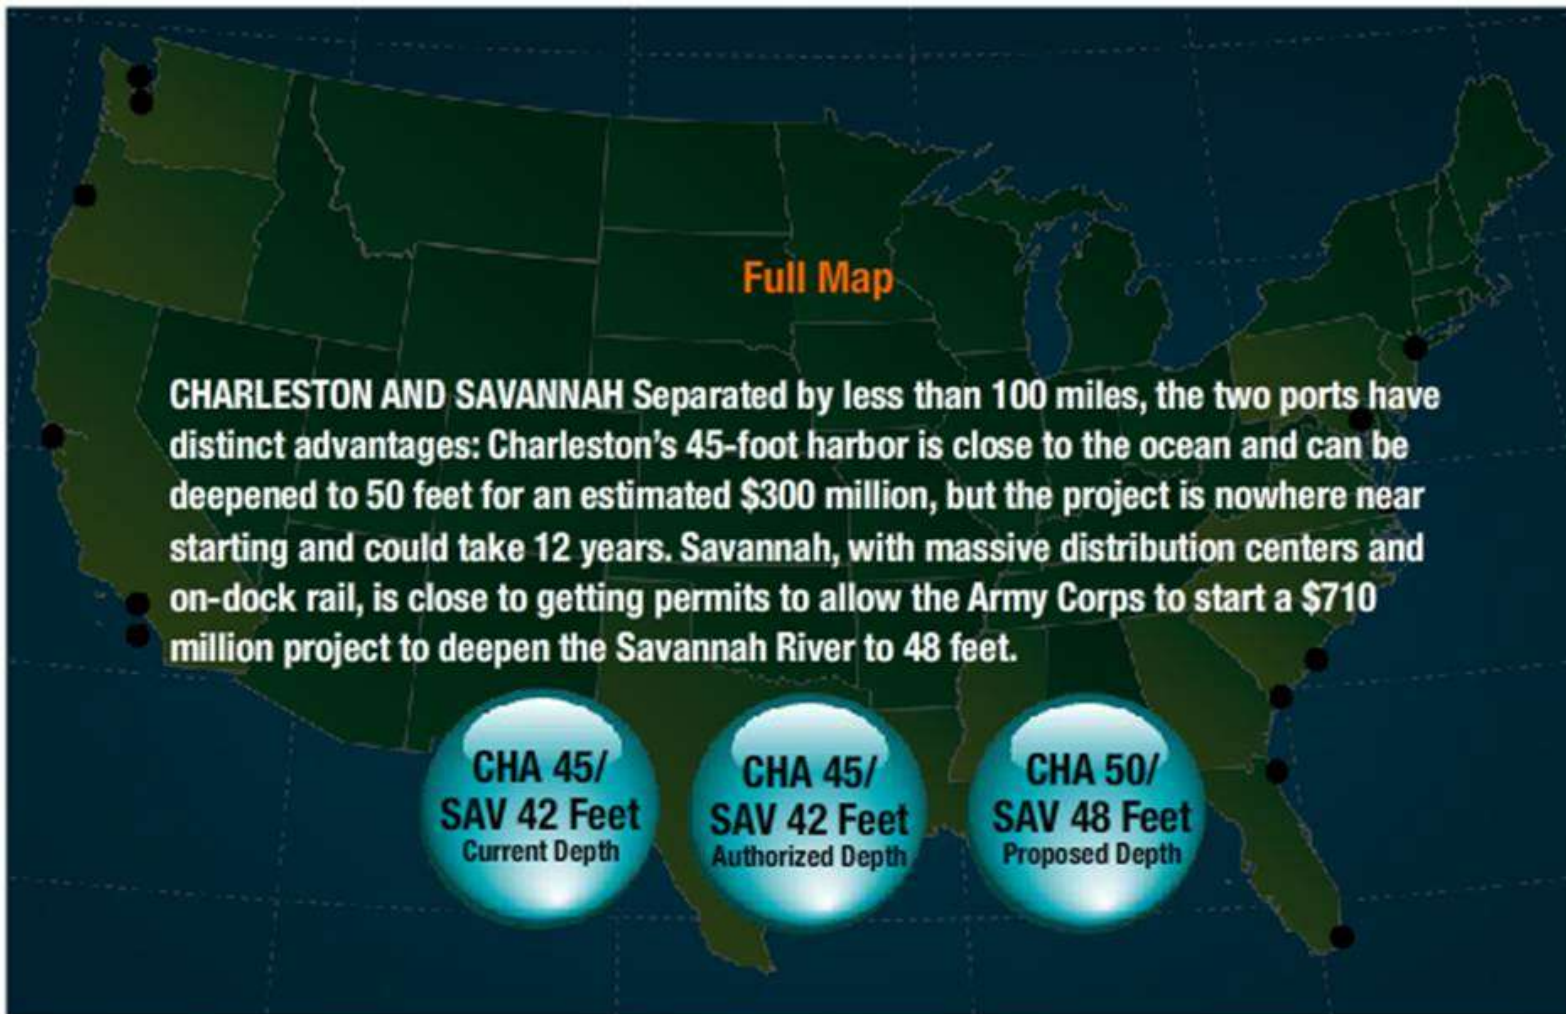 Full Map
CHARLESTON AND SAVANNAH Separated by less than 100 miles, the two ports have
distinct advantages: Charleston's 45-foot harbor is close to the ocean and can be
deepened to 50 feet for an estimated $300 million, but the project is nowhere near
starting and could take 12 years. Savannah, with massive distribution centers and
on-dock rail, is close to getting permits to allow the Army Corps to start a $710
million project to deepen the Savannah River to 48 feet.
CHA 45/
SAV 42 Feet
Current Depth
CHA 45/
SAV 42 Feet
Authorized Depth
CHA 50/
SAV 48 Feet
Proposed Depth